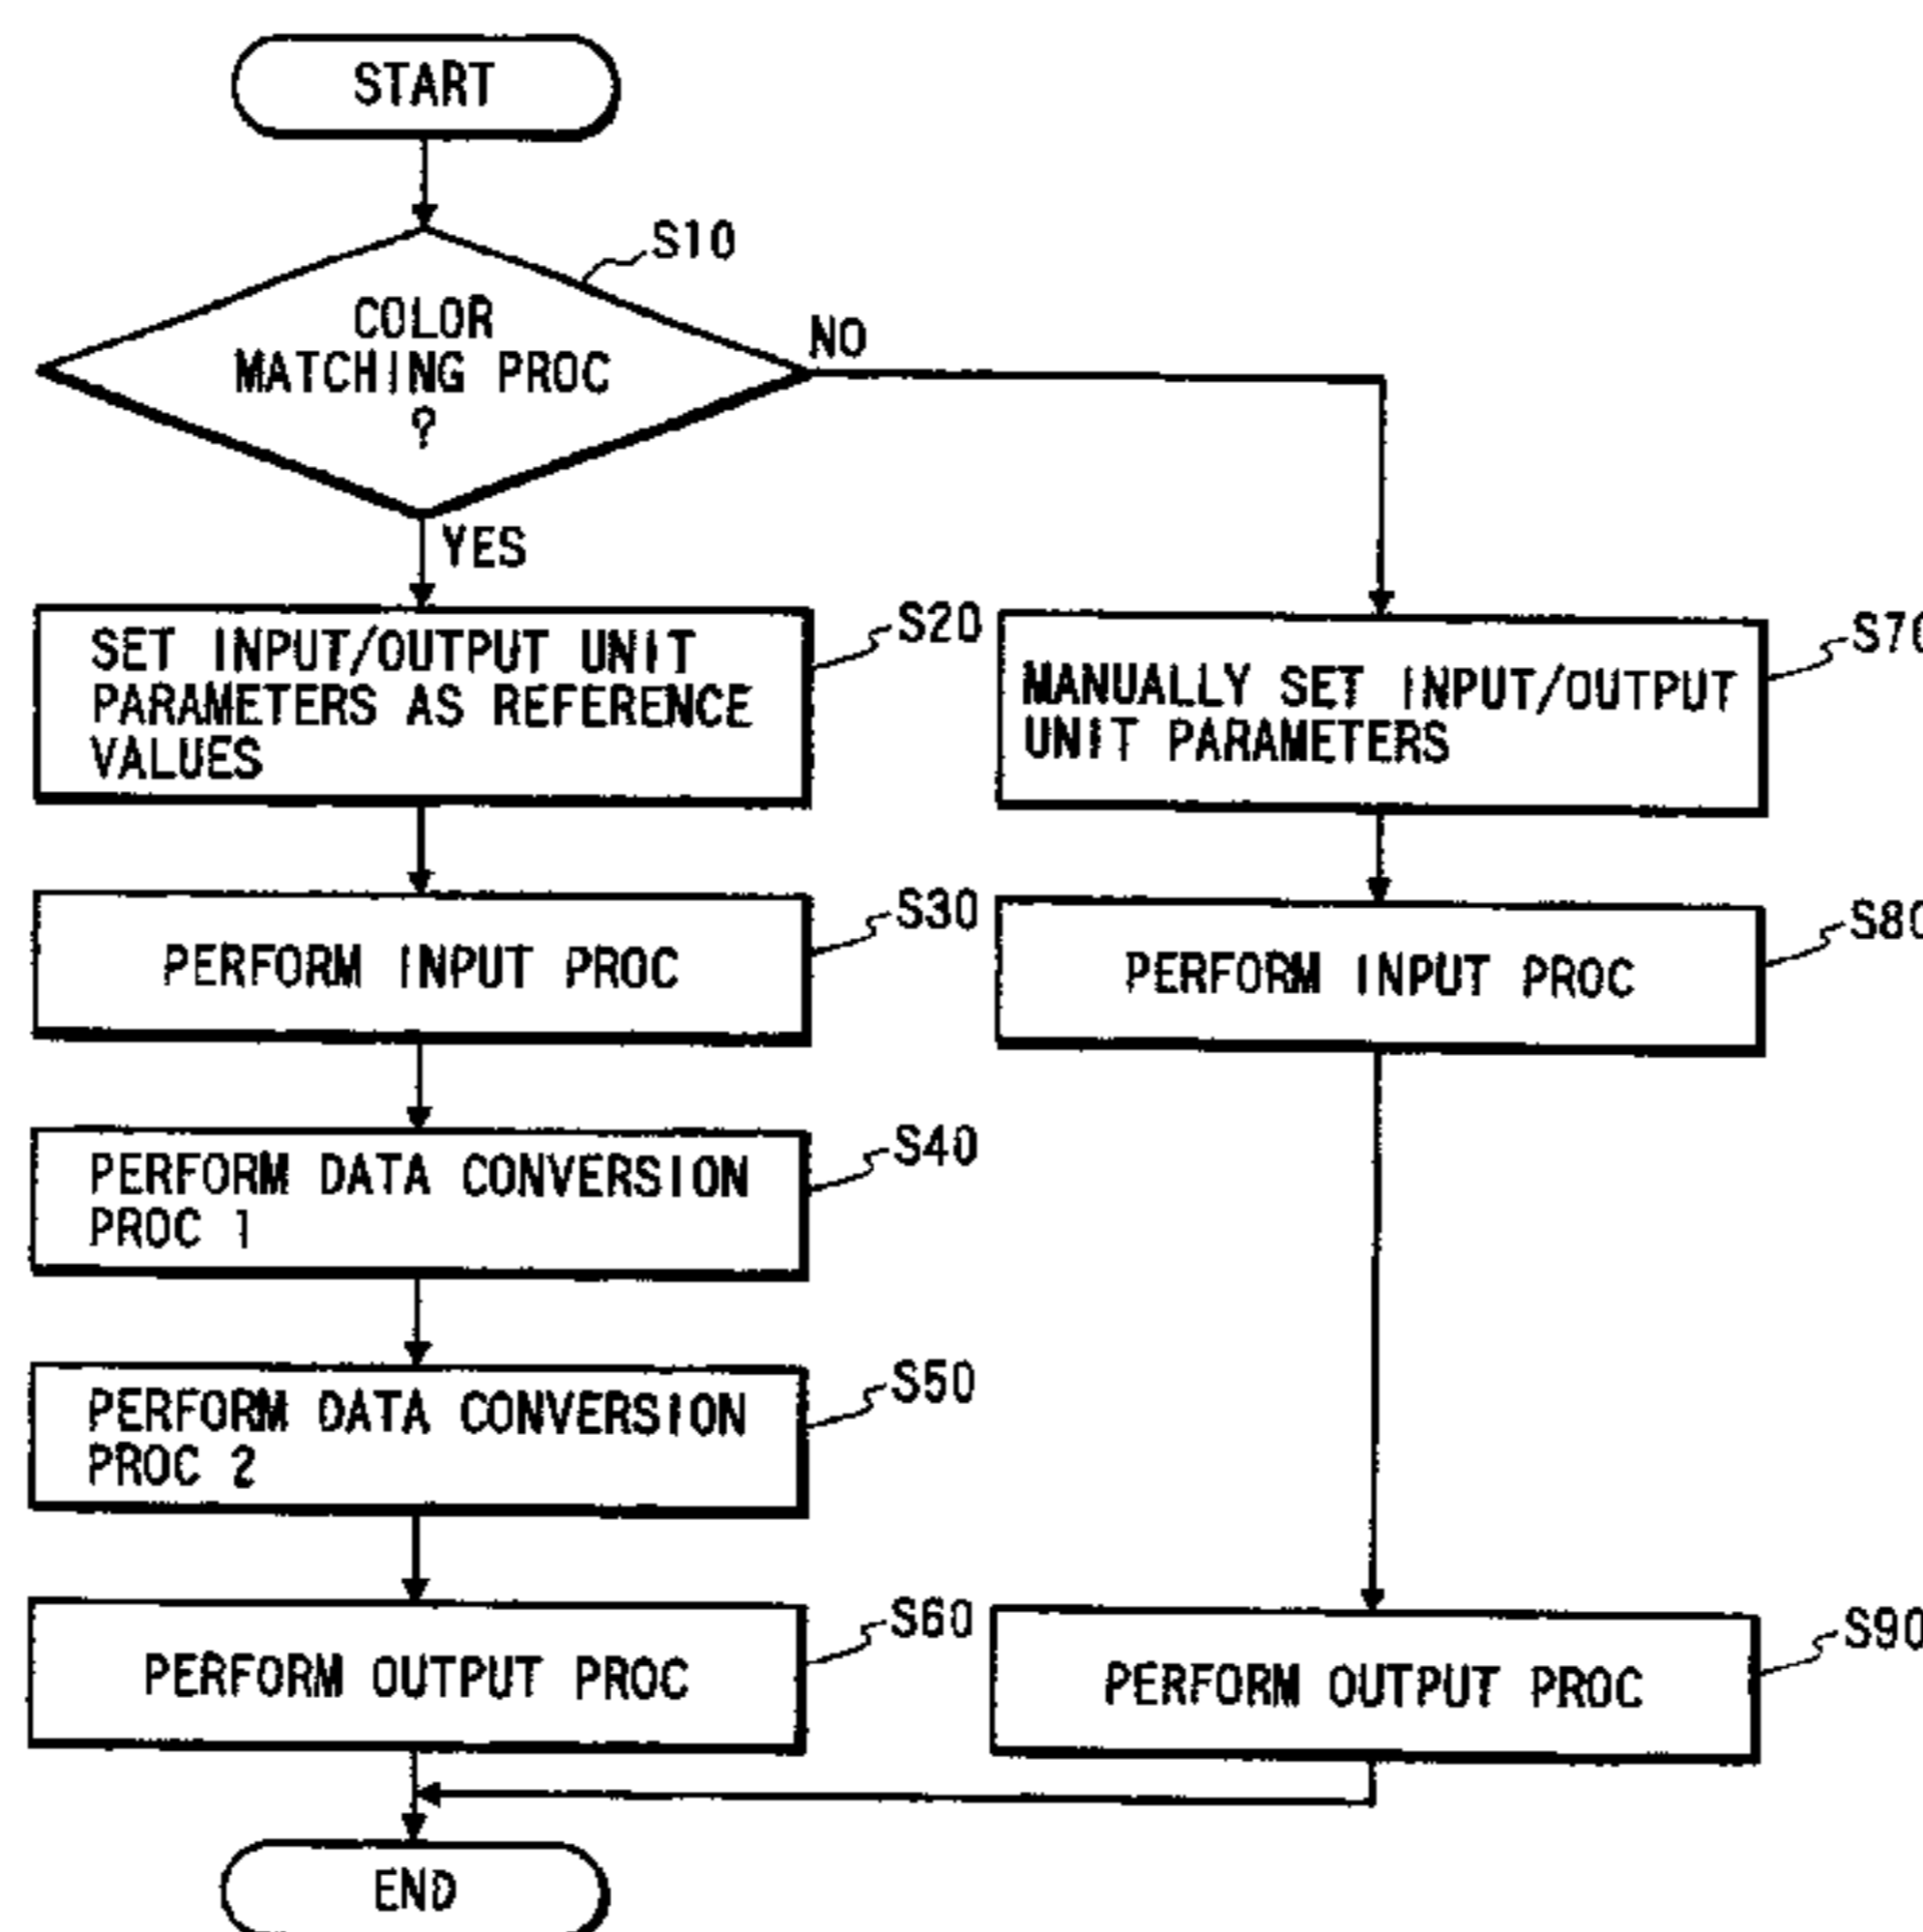 START
S10
COLOR
MATCHING PROC
?
NO
YES
SET INPUT/OUTPUT UNIT
PARAMETERS AS REFERENCE
VALUES
S20
MANUALLY SET INPUT/OUTPUT
UNIT PARAMETERS
S70
PERFORM INPUT PROC
S30
PERFORM INPUT PROC
S80
PERFORM DATA CONVERSION
PROC 1
S40
PERFORM DATA CONVERSION
PROC 2
S50
PERFORM OUTPUT PROC
S60
PERFORM OUTPUT PROC
S90
END